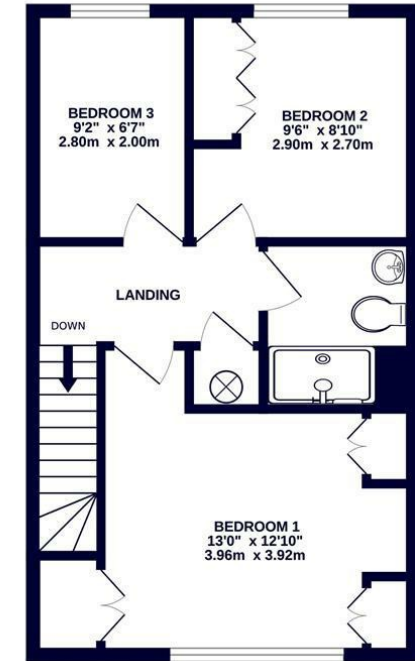 BEDROOM 3
9'2" x 6'7"
2.80m x 2.00m
BEDROOM 2
9'6" x 8'10"
2.90m x 2.70m
LANDING
DOWN
BEDROOM 1
13'0" x 12'10"
3.96m x 3.92m